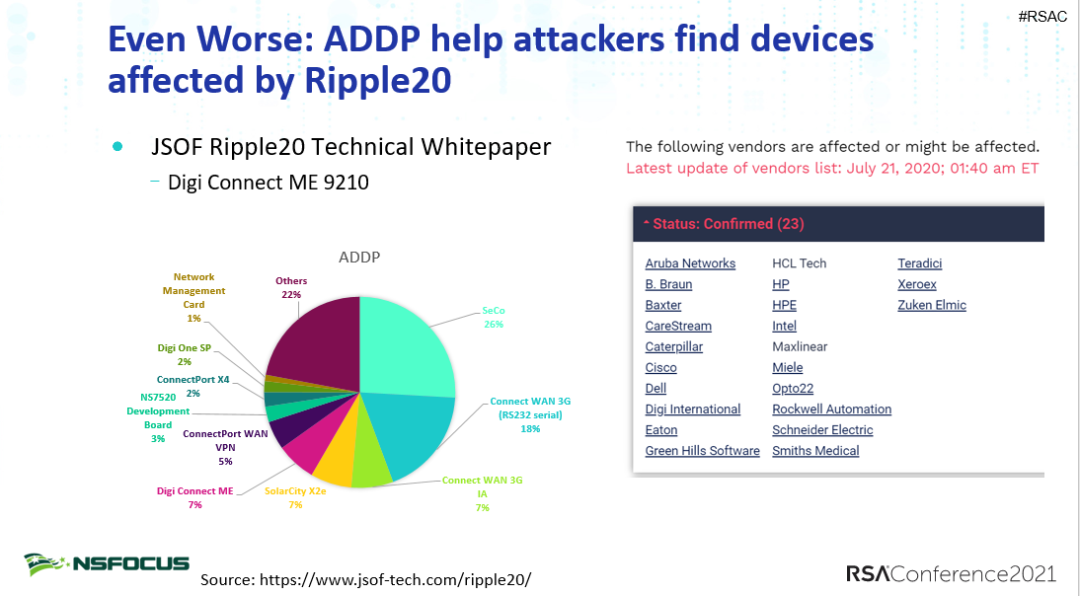 #RSAC
Even Worse: ADDP help attackers find devices
affected by Ripple20
• JSOF Ripple20 Technical Whitepaper
– Digi Connect ME 9210
ADDP
SeCo
26%
Connect WAN 3G
(RS232 serial)
18%
Connect WAN 3G
IA
7%
SolarCity X2e
7%
Digi Connect ME
7%
ConnectPort WAN
VPN
5%
NS7520
Development
Board
3%
ConnectPort X4
2%
Digi One SP
2%
Network
Management
Card
1%
Others
22%
The following vendors are affected or might be affected.
Latest update of vendors list: July 21, 2020; 01:40 am ET
Status: Confirmed (23)
Aruba Networks
B. Braun
Baxter
CareStream
Caterpillar
Cisco
Dell
Digi International
Eaton
Green Hills Software
HCL Tech
HP
HPE
Intel
Maxlinear
Miele
Opto22
Rockwell Automation
Schneider Electric
Smiths Medical
Teradici
Xeroex
Zuken Elmic
NSFOCUS
Source: https://www.jsof-tech.com/ripple20/
RSAConference2021